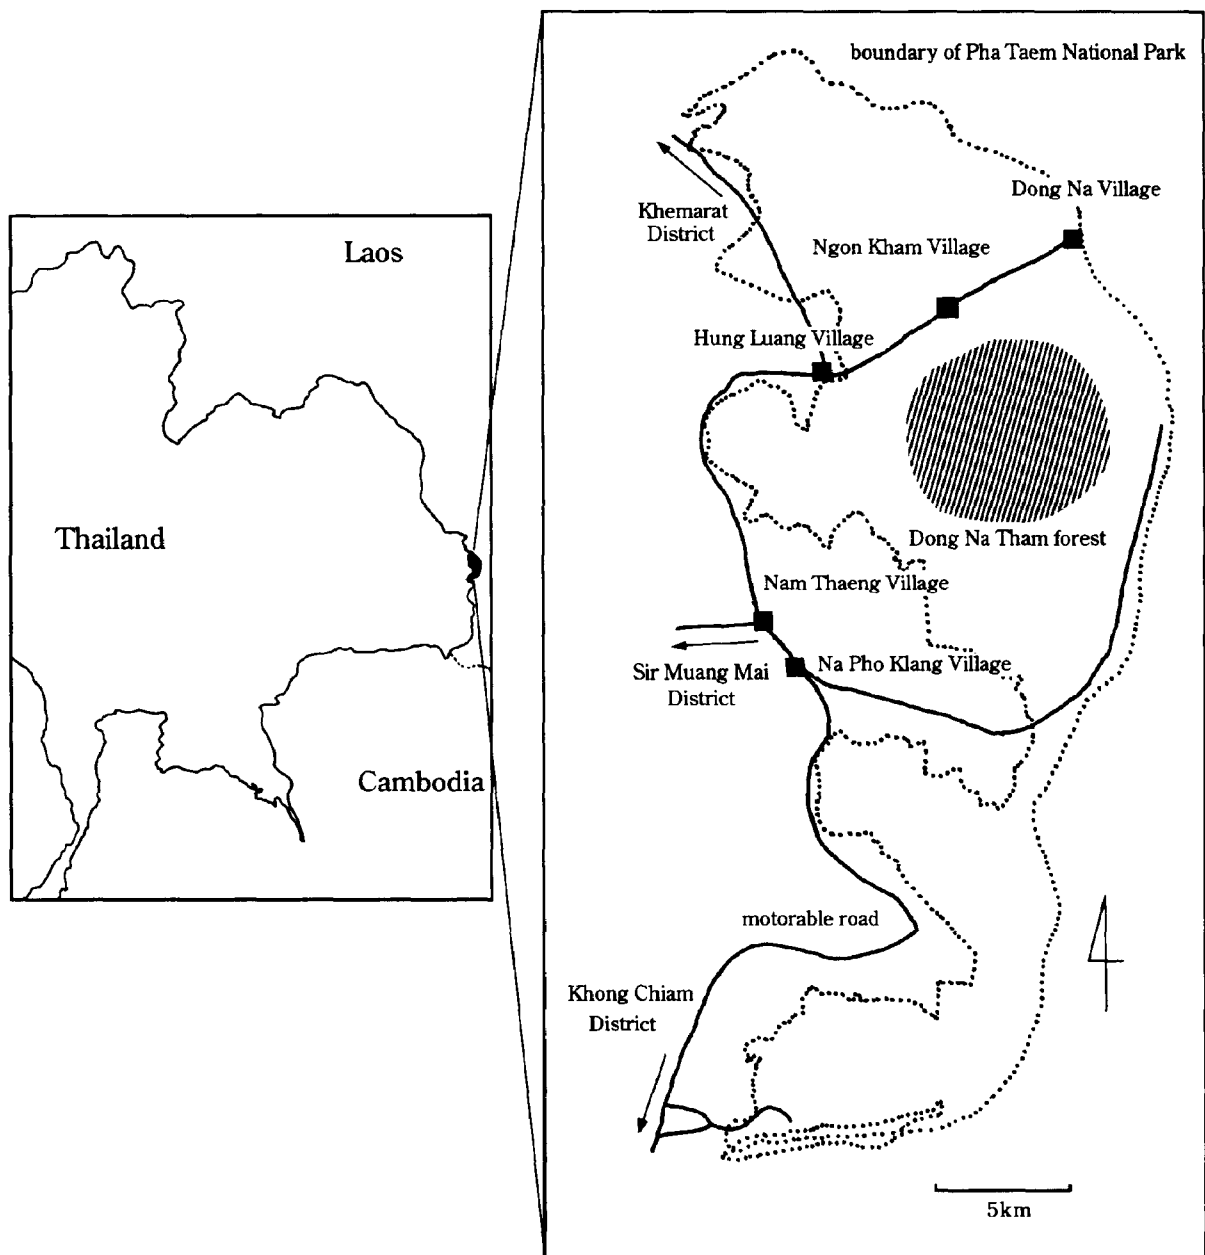 boundary of Pha Taem National Park
Dong Na Village
Khemarat
District
Ngon Kham Village
Laos
Hung Luang Village
Thailand
Dong Na Tham forest
Nam Thaeng Village
Na Pho Klang Village
Sir Muang Mai
District
Cambodia
motorable road
Khong Chiam
District
5km